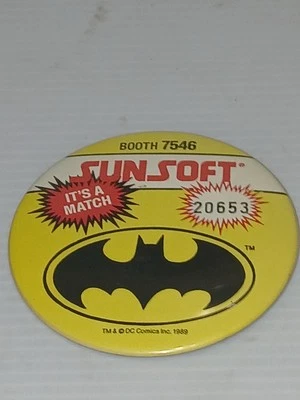 BOOTH 7546
SUNSOFT®
IT'S A
MATCH
20653
TM
TM & © DC Comics Inc. 1989